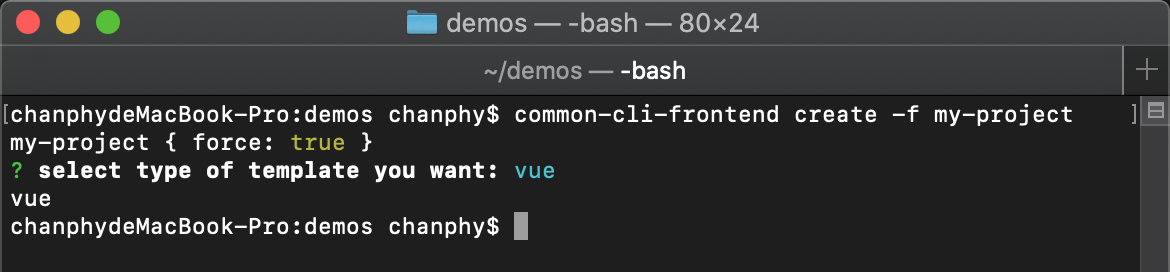 demos — -bash — 80×24
~/demos — -bash
[chanphydeMacBook-Pro:demos chanphy$ common-cli-frontend create -f my-project ]
my-project { force: true }
? select type of template you want: vue
vue
chanphydeMacBook-Pro:demos chanphy$